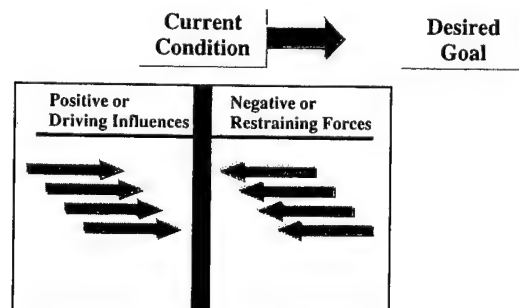 Current
Condition
Desired
Goal
Positive or
Driving Influences
Negative or
Restraining Forces